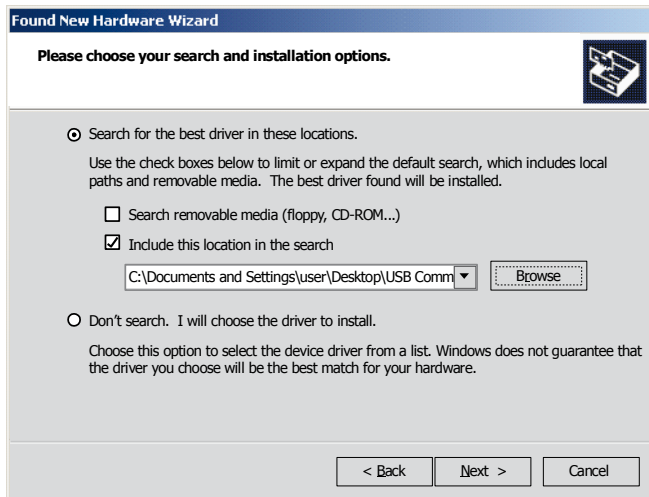 Found New Hardware Wizard
Please choose your search and installation options.
Search for the best driver in these locations.
Use the check boxes below to limit or expand the default search, which includes local
paths and removable media. The best driver found will be installed.
Search removable media (floppy, CD-ROM...)
Include this location in the search
C:\Documents and Settings\user\Desktop\USB Comm
Browse
Don't search. I will choose the driver to install.
Choose this option to select the device driver from a list. Windows does not guarantee that
the driver you choose will be the best match for your hardware.
< Back
Next >
Cancel